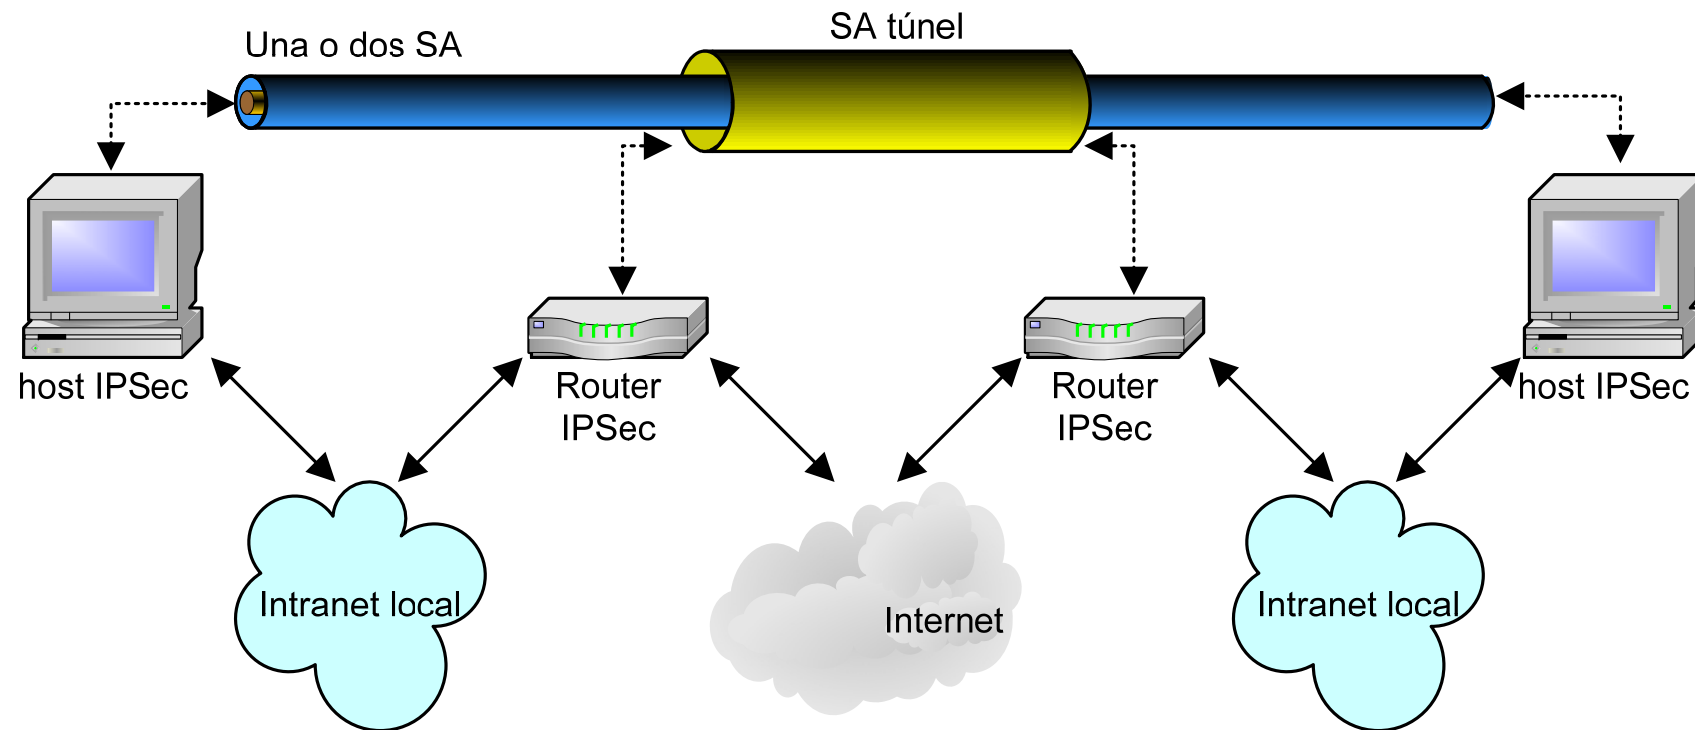 SA túnel
Una o dos SA
host IPSec
Router
IPSec
Router
IPSec
host IPSec
Intranet local
Internet
Intranet local